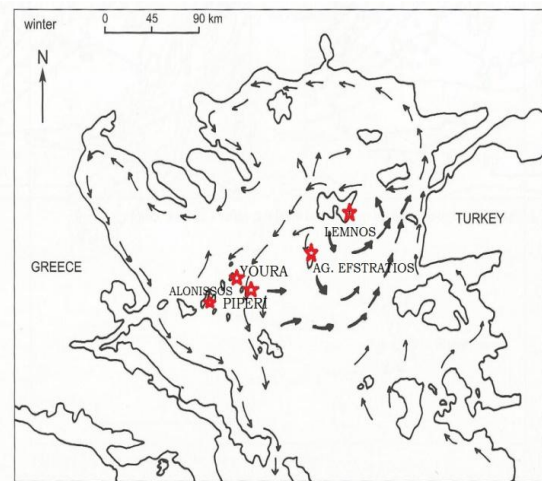 winter
0 45 90 km
N
TURKEY
LEMNOS
GREECE
AG. EFSTRATIOS
YOURA
ALONISSOS
PIPERI